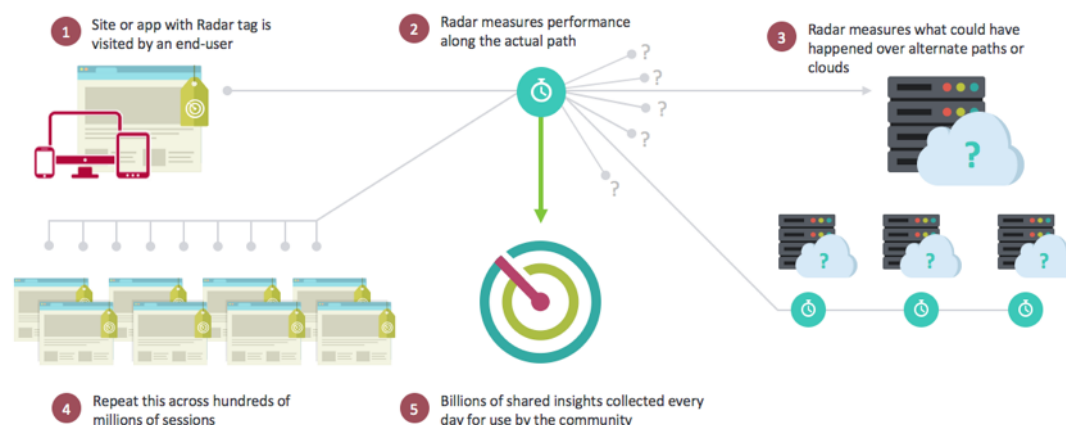 1
Site or app with Radar tag is
visited by an end-user
2
Radar measures performance
along the actual path
3
Radar measures what could have
happened over alternate paths or
clouds
?
?
?
?
?
?
?
?
?
4
Repeat this across hundreds of
millions of sessions
5
Billions of shared insights collected every
day for use by the community